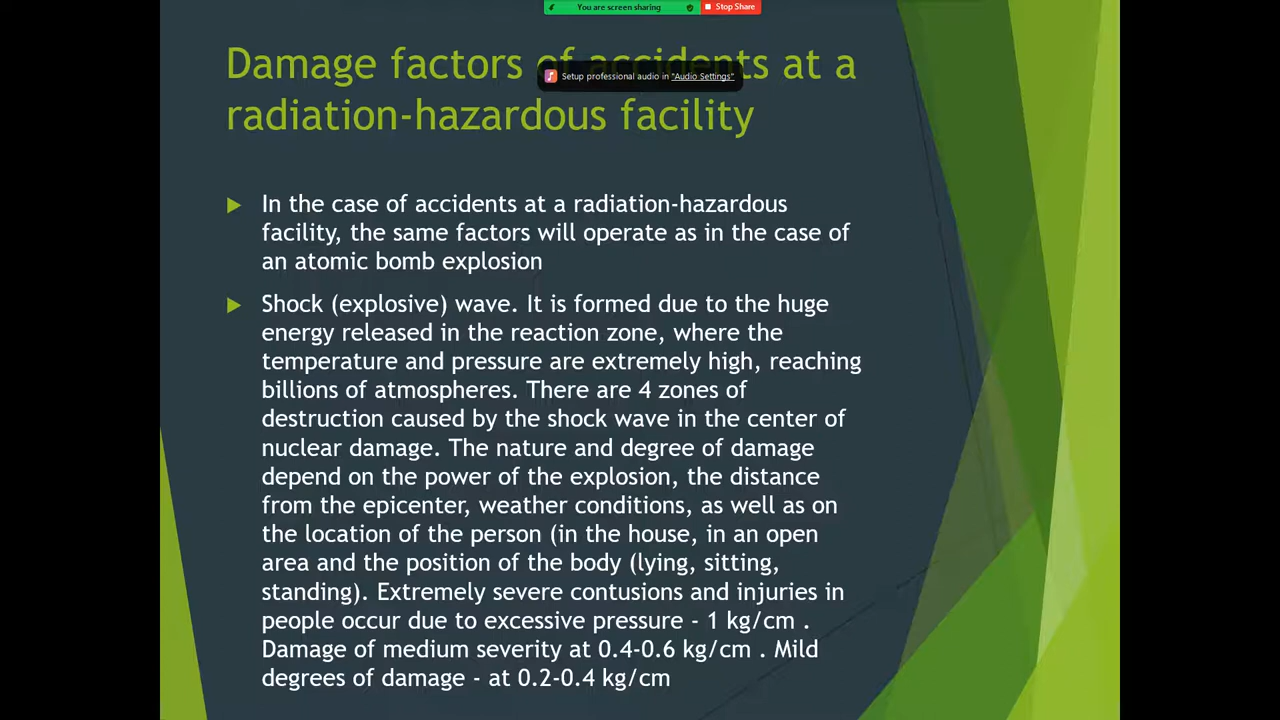 You are screen sharing
Stop Share
Damage factors of accidents at a
Setup professional audio in "Audio Settings"
radiation-hazardous facility
In the case of accidents at a radiation-hazardous
facility, the same factors will operate as in the case of
an atomic bomb explosion
Shock (explosive) wave. It is formed due to the huge
energy released in the reaction zone, where the
temperature and pressure are extremely high, reaching
billions of atmospheres. There are 4 zones of
destruction caused by the shock wave in the center of
nuclear damage. The nature and degree of damage
depend on the power of the explosion, the distance
from the epicenter, weather conditions, as well as on
the location of the person (in the house, in an open
area and the position of the body (lying, sitting,
standing). Extremely severe contusions and injuries in
people occur due to excessive pressure - 1 kg/cm .
Damage of medium severity at 0.4-0.6 kg/cm . Mild
degrees of damage - at 0.2-0.4 kg/cm